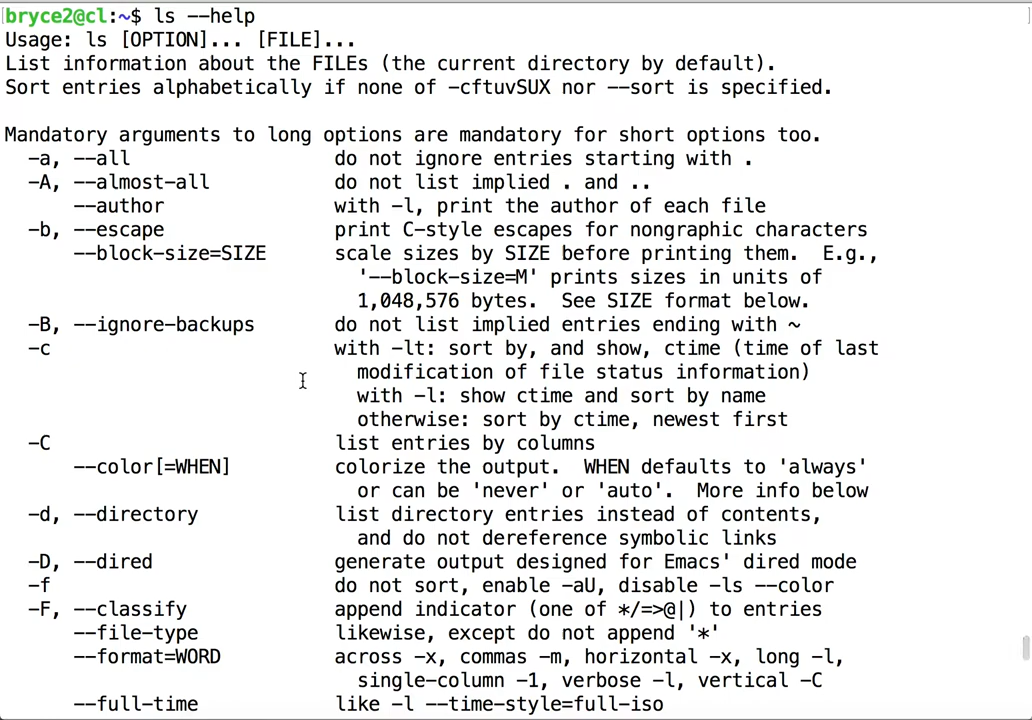 bryce2@cl:~$ ls --help
Usage: ls [OPTION]... [FILE]...
List information about the FILEs (the current directory by default).
Sort entries alphabetically if none of -cftuvSUX nor --sort is specified.

Mandatory arguments to long options are mandatory for short options too.
  -a, --all                  do not ignore entries starting with .
  -A, --almost-all           do not list implied . and ..
      --author               with -l, print the author of each file
  -b, --escape               print C-style escapes for nongraphic characters
      --block-size=SIZE      scale sizes by SIZE before printing them.  E.g.,
                               '--block-size=M' prints sizes in units of
                               1,048,576 bytes.  See SIZE format below.
  -B, --ignore-backups       do not list implied entries ending with ~
  -c                         with -lt: sort by, and show, ctime (time of last
                               modification of file status information)
                               with -l: show ctime and sort by name
                               otherwise: sort by ctime, newest first
  -C                         list entries by columns
      --color[=WHEN]         colorize the output.  WHEN defaults to 'always'
                               or can be 'never' or 'auto'.  More info below
  -d, --directory            list directory entries instead of contents,
                               and do not dereference symbolic links
  -D, --dired                generate output designed for Emacs' dired mode
  -f                         do not sort, enable -aU, disable -ls --color
  -F, --classify             append indicator (one of */=>@|) to entries
      --file-type            likewise, except do not append '*'
      --format=WORD          across -x, commas -m, horizontal -x, long -l,
                               single-column -1, verbose -l, vertical -C
      --full-time            like -l --time-style=full-iso